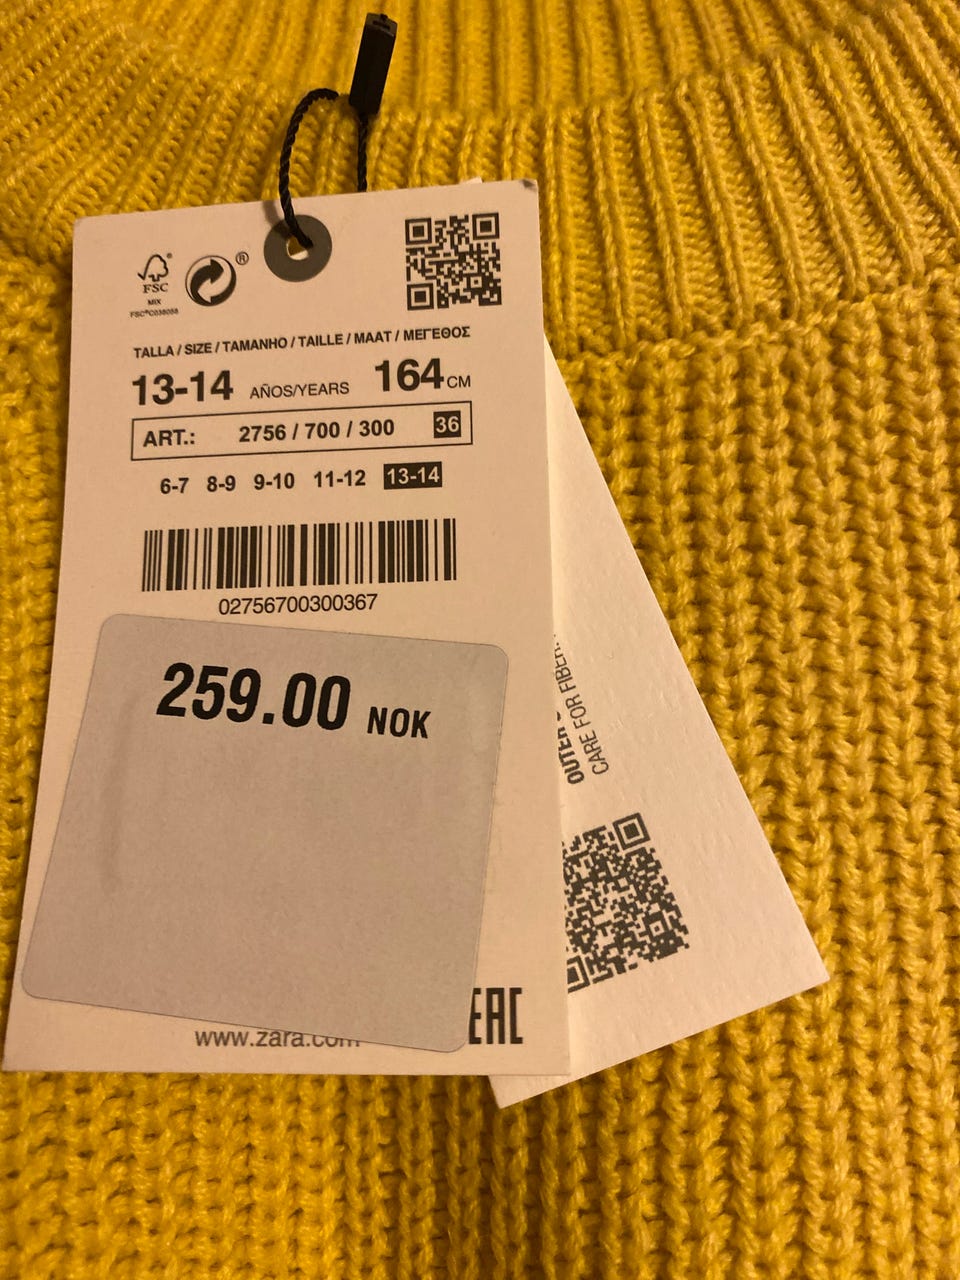 FSC®
MIX
FSC®C038058
®
TALLA / SIZE / TAMANHO / TAILLE / MAAT / ΜΕΓΕΘΟΣ
13-14 AÑOS/YEARS 164 CM
ART.: 2756 / 700 / 300 36
6-7 8-9 9-10 11-12 13-14
02756700300367
259.00 NOK
www.zara.com
EAC
CARE FOR FIBER